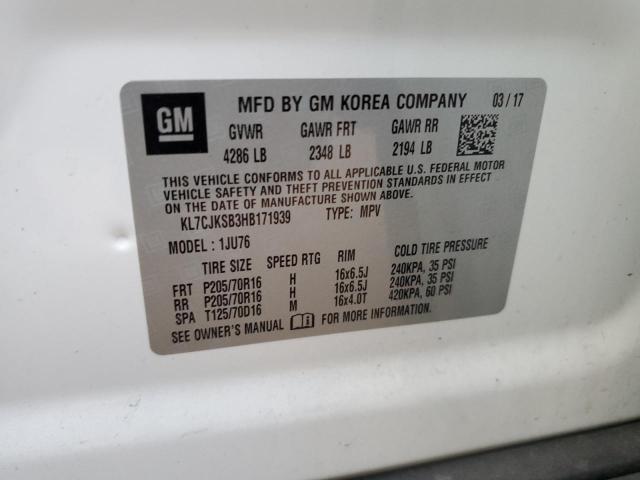 GM
MFD BY GM KOREA COMPANY 03/17
GVWR GAWR FRT GAWR RR
4286 LB 2348 LB 2194 LB
THIS VEHICLE CONFORMS TO ALL APPLICABLE U.S. FEDERAL MOTOR
VEHICLE SAFETY AND THEFT PREVENTION STANDARDS IN EFFECT
ON THE DATE OF MANUFACTURE SHOWN ABOVE.
KL7CJKSB3HB171939 TYPE: MPV
MODEL : 1JU76
TIRE SIZE SPEED RTG RIM COLD TIRE PRESSURE
FRT P205/70R16 H 16x6.5J 240KPA, 35 PSI
RR P205/70R16 H 16x6.5J 240KPA, 35 PSI
SPA T125/70D16 M 16x4.0T 420KPA, 60 PSI
SEE OWNER'S MANUAL FOR MORE INFORMATION.